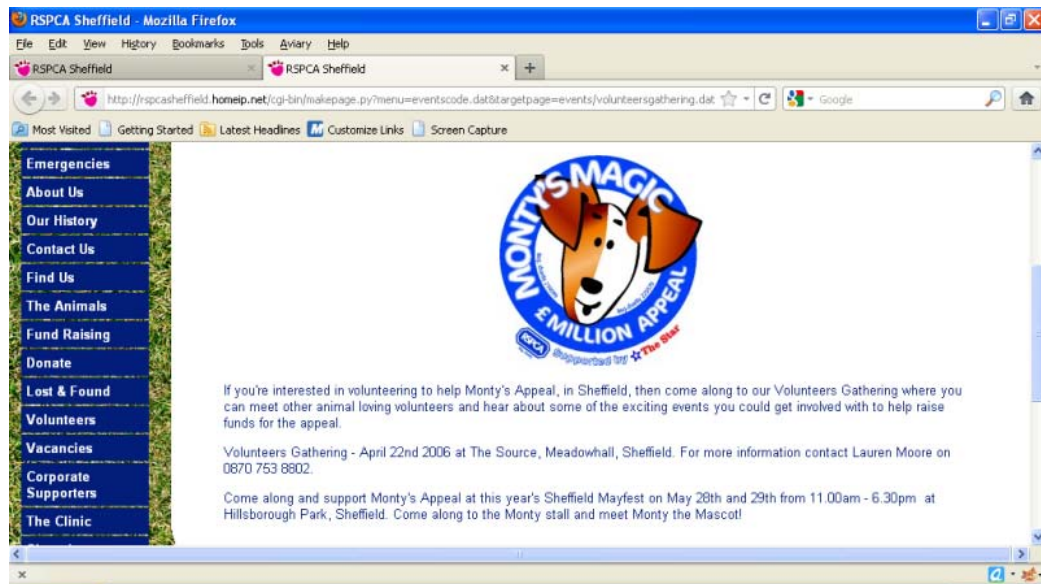 RSPCA Sheffield - Mozilla Firefox
File Edit View History Bookmarks Tools Aviary Help
RSPCA Sheffield
RSPCA Sheffield
http://rspcasheffield.homeip.net/cgi-bin/makepage.py?menu=eventscode.dat&targetpage=events/volunteersgathering.dat
Google
Most Visited Getting Started Latest Headlines Customize Links Screen Capture
Emergencies
About Us
Our History
Contact Us
Find Us
The Animals
Fund Raising
Donate
Lost & Found
Volunteers
Vacancies
Corporate
Supporters
The Clinic
MONTY'S MAGIC
£ MILLION APPEAL
RSPCA
Supported by The Star
If you're interested in volunteering to help Monty's Appeal, in Sheffield, then come along to our Volunteers Gathering where you
can meet other animal loving volunteers and hear about some of the exciting events you could get involved with to help raise
funds for the appeal.
Volunteers Gathering - April 22nd 2006 at The Source, Meadowhall, Sheffield. For more information contact Lauren Moore on
0870 753 8802.
Come along and support Monty's Appeal at this year's Sheffield Mayfest on May 28th and 29th from 11.00am - 6.30pm at
Hillsborough Park, Sheffield. Come along to the Monty stall and meet Monty the Mascot!